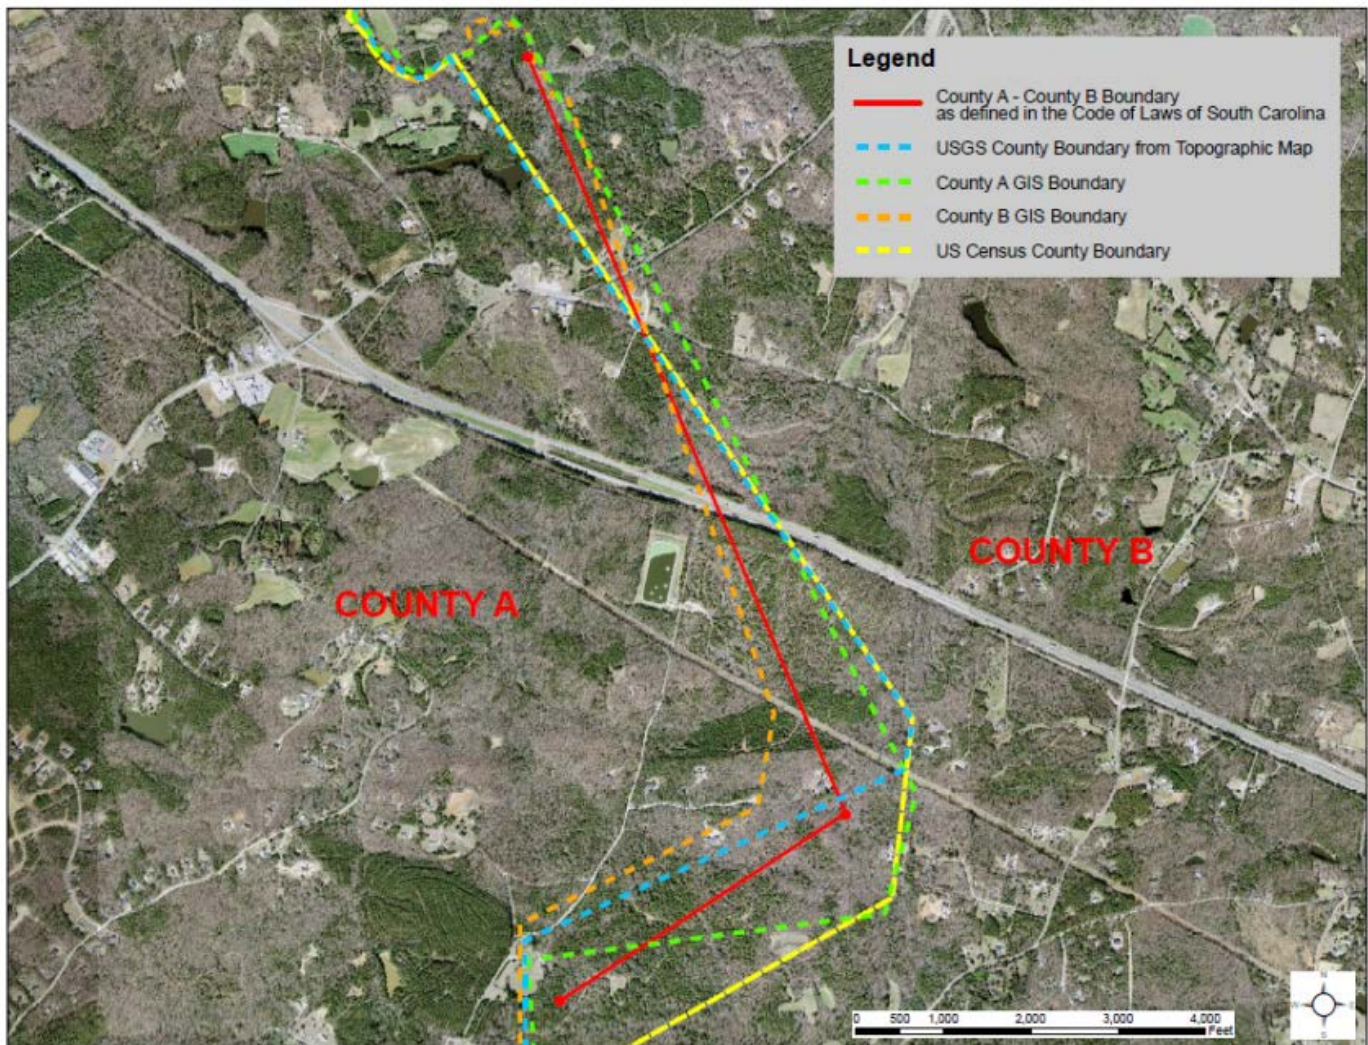 Legend
County A - County B Boundary
as defined in the Code of Laws of South Carolina
USGS County Boundary from Topographic Map
County A GIS Boundary
County B GIS Boundary
US Census County Boundary
COUNTY B
COUNTY A
N
W E
S
0 500 1,000 2,000 3,000 4,000
Feet